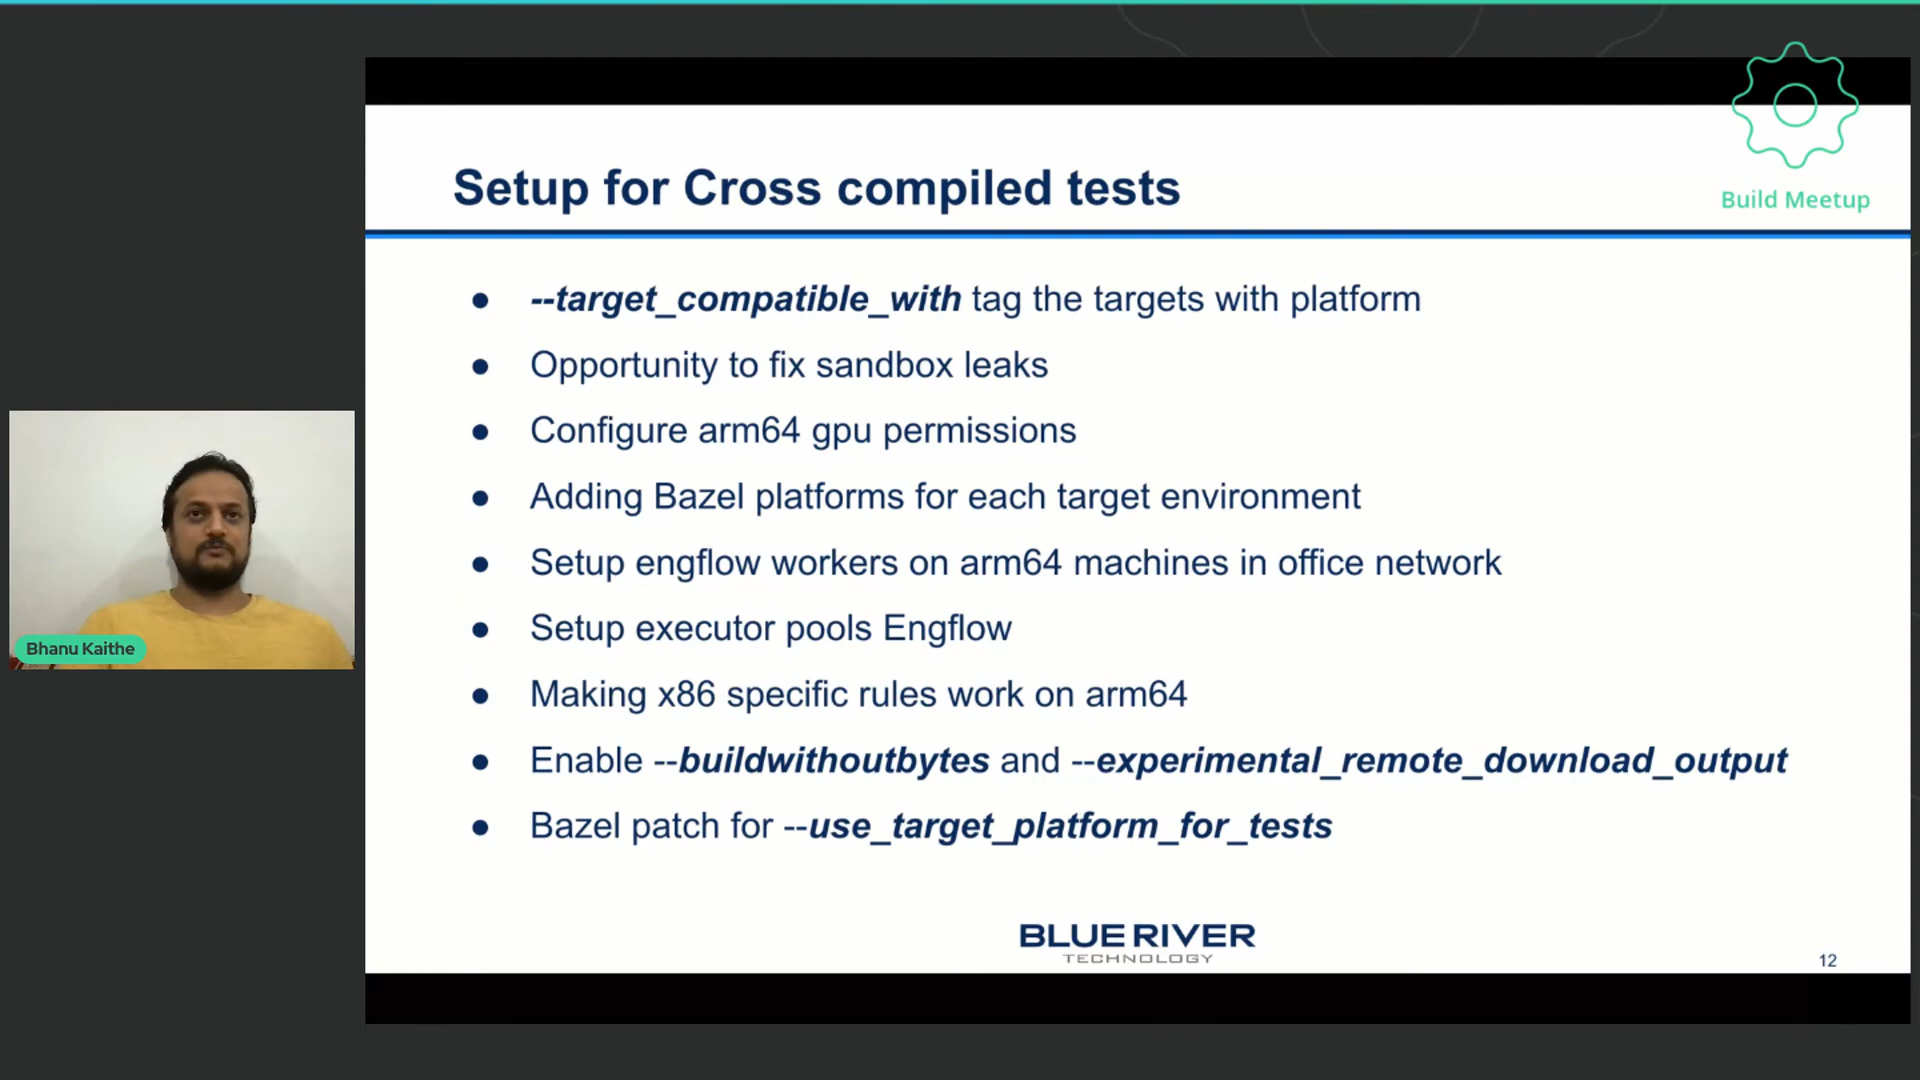 Build Meetup
Setup for Cross compiled tests
● --target_compatible_with tag the targets with platform
● Opportunity to fix sandbox leaks
● Configure arm64 gpu permissions
● Adding Bazel platforms for each target environment
● Setup engflow workers on arm64 machines in office network
● Setup executor pools Engflow
● Making x86 specific rules work on arm64
● Enable --buildwithoutbytes and --experimental_remote_download_output
● Bazel patch for --use_target_platform_for_tests
Bhanu Kaithe
BLUE RIVER
TECHNOLOGY
12